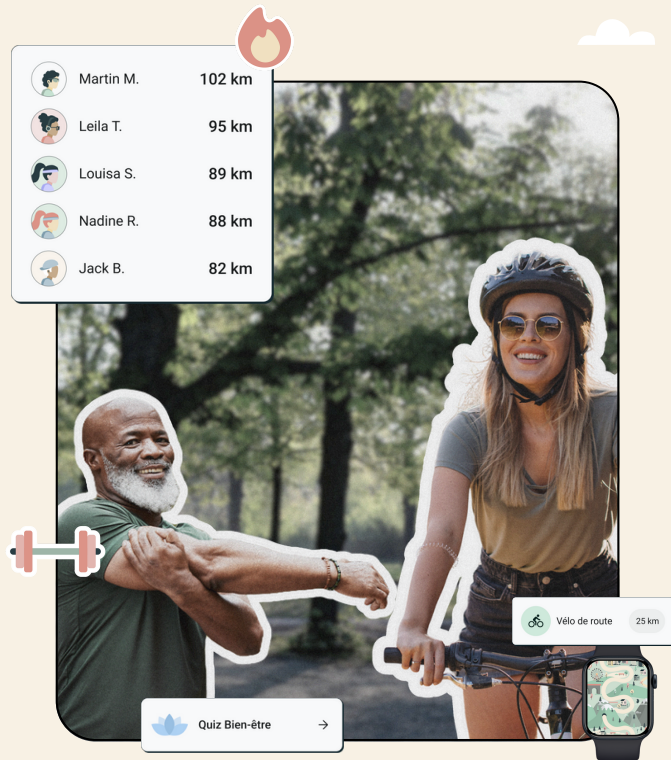 Martin M. 102 km
Leila T. 95 km
Louisa S. 89 km
Nadine R. 88 km
Jack B. 82 km
Vélo de route 25 km
Quiz Bien-être